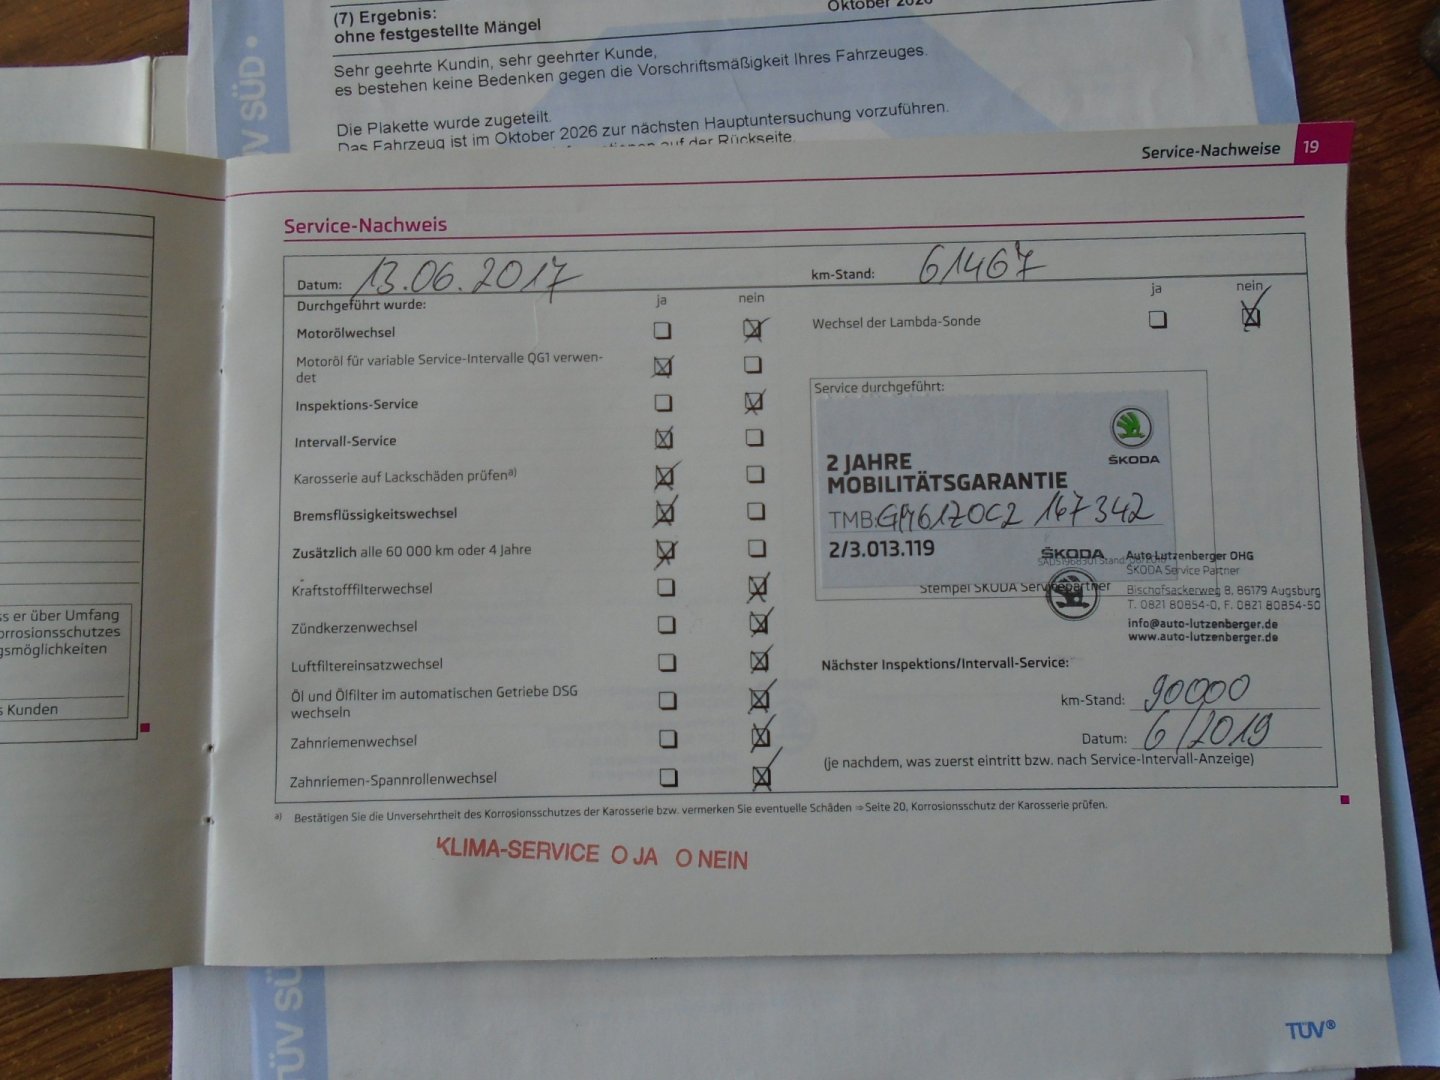 (7) Ergebnis:
ohne festgestellte Mängel
Oktober 2026
Sehr geehrte Kundin, sehr geehrter Kunde,
es bestehen keine Bedenken gegen die Vorschriftsmäßigkeit Ihres Fahrzeuges.
Die Plakette wurde zugeteilt.
Das Fahrzeug ist im Oktober 2026 zur nächsten Hauptuntersuchung vorzuführen.
auf der Rückseite.
TÜV SÜD
Service-Nachweise 19
Service-Nachweis
Datum: 13.06.2017 km-Stand: 61467
Durchgeführt wurde: ja nein ja nein
Motorölwechsel
Wechsel der Lambda-Sonde
Motoröl für variable Service-Intervalle QG1 verwen-
det
Inspektions-Service
Intervall-Service
Karosserie auf Lackschäden prüfen a)
Bremsflüssigkeitswechsel
Zusätzlich alle 60 000 km oder 4 Jahre
Kraftstofffilterwechsel
Zündkerzenwechsel
Luftfiltereinsatzwechsel
Öl und Ölfilter im automatischen Getriebe DSG
wechseln
Zahnriemenwechsel
Zahnriemen-Spannrollenwechsel
Service durchgeführt:
ŠKODA
2 JAHRE
MOBILITÄTSGARANTIE
TMB:GM61Z0C2 167342
2/3.013.119
Stempel ŠKODA Servicepartner
ŠKODA Auto Lutzenberger OHG
ŠKODA Service Partner
Bischofsackerweg 8, 86179 Augsburg
T. 0821 80854-0, F. 0821 80854-50
info@auto-lutzenberger.de
www.auto-lutzenberger.de
Nächster Inspektions/Intervall-Service:
km-Stand: 90000
Datum: 6/2019
(je nachdem, was zuerst eintritt bzw. nach Service-Intervall-Anzeige)
a) Bestätigen Sie die Unversehrtheit des Korrosionsschutzes der Karosserie bzw. vermerken Sie eventuelle Schäden ⇒ Seite 20, Korrosionsschutz der Karosserie prüfen.
KLIMA-SERVICE O JA O NEIN
ss er über Umfang
orrosionsschutzes
gsmöglichkeiten
s Kunden
TÜV SÜ
TÜV®